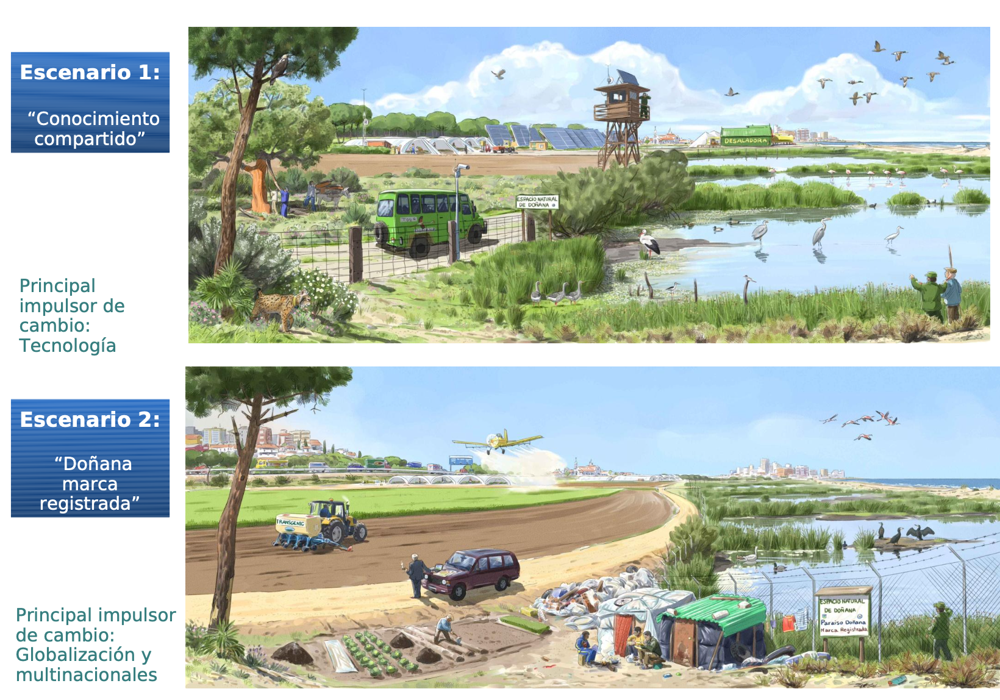 Escenario 1:
“Conocimiento
compartido”
Principal
impulsor de
cambio:
Tecnología
DESALADORA
ESPACIO NATURAL
DE DOÑANA
TOUR
Escenario 2:
“Doñana
marca
registrada”
Principal impulsor
de cambio:
Globalización y
multinacionales
TRANSGENIC
ESPACIO NATURAL
DE DOÑANA
Paraiso Doñana
Marca Registrada